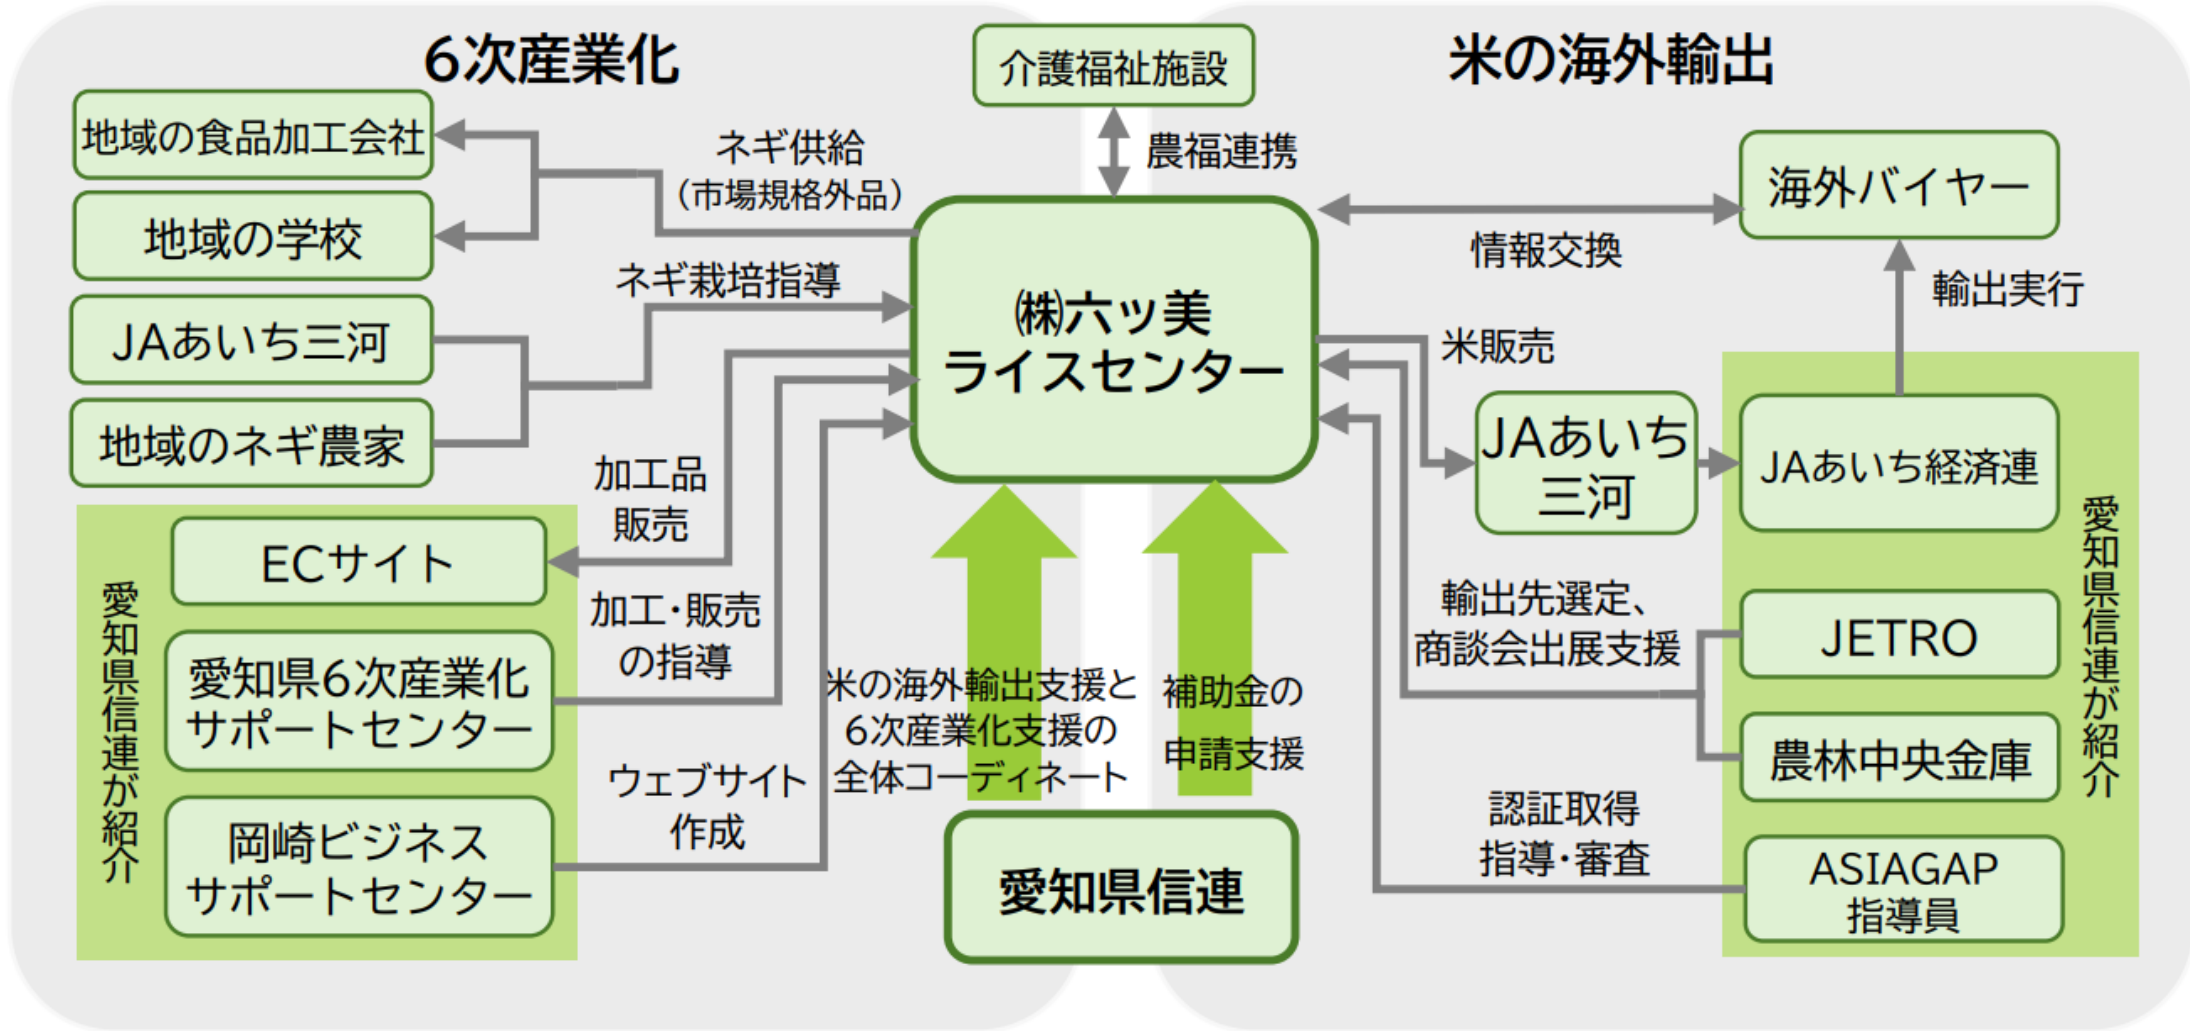 6次産業化
地域の食品加工会社
地域の学校
JAあいち三河
地域のネギ農家
ネギ供給
（市場規格外品）
ネギ栽培指導
加工品
販売
加工・販売
の指導
ウェブサイト
作成
愛知県信連が紹介
ECサイト
愛知県6次産業化
サポートセンター
岡崎ビジネス
サポートセンター
介護福祉施設
農福連携
㈱六ッ美
ライスセンター
米の海外輸出支援と
6次産業化支援の
全体コーディネート
補助金の
申請支援
愛知県信連
米の海外輸出
海外バイヤー
情報交換
輸出実行
米販売
JAあいち
三河
JAあいち経済連
輸出先選定、
商談会出展支援
JETRO
農林中央金庫
認証取得
指導・審査
ASIAGAP
指導員
愛知県信連が紹介